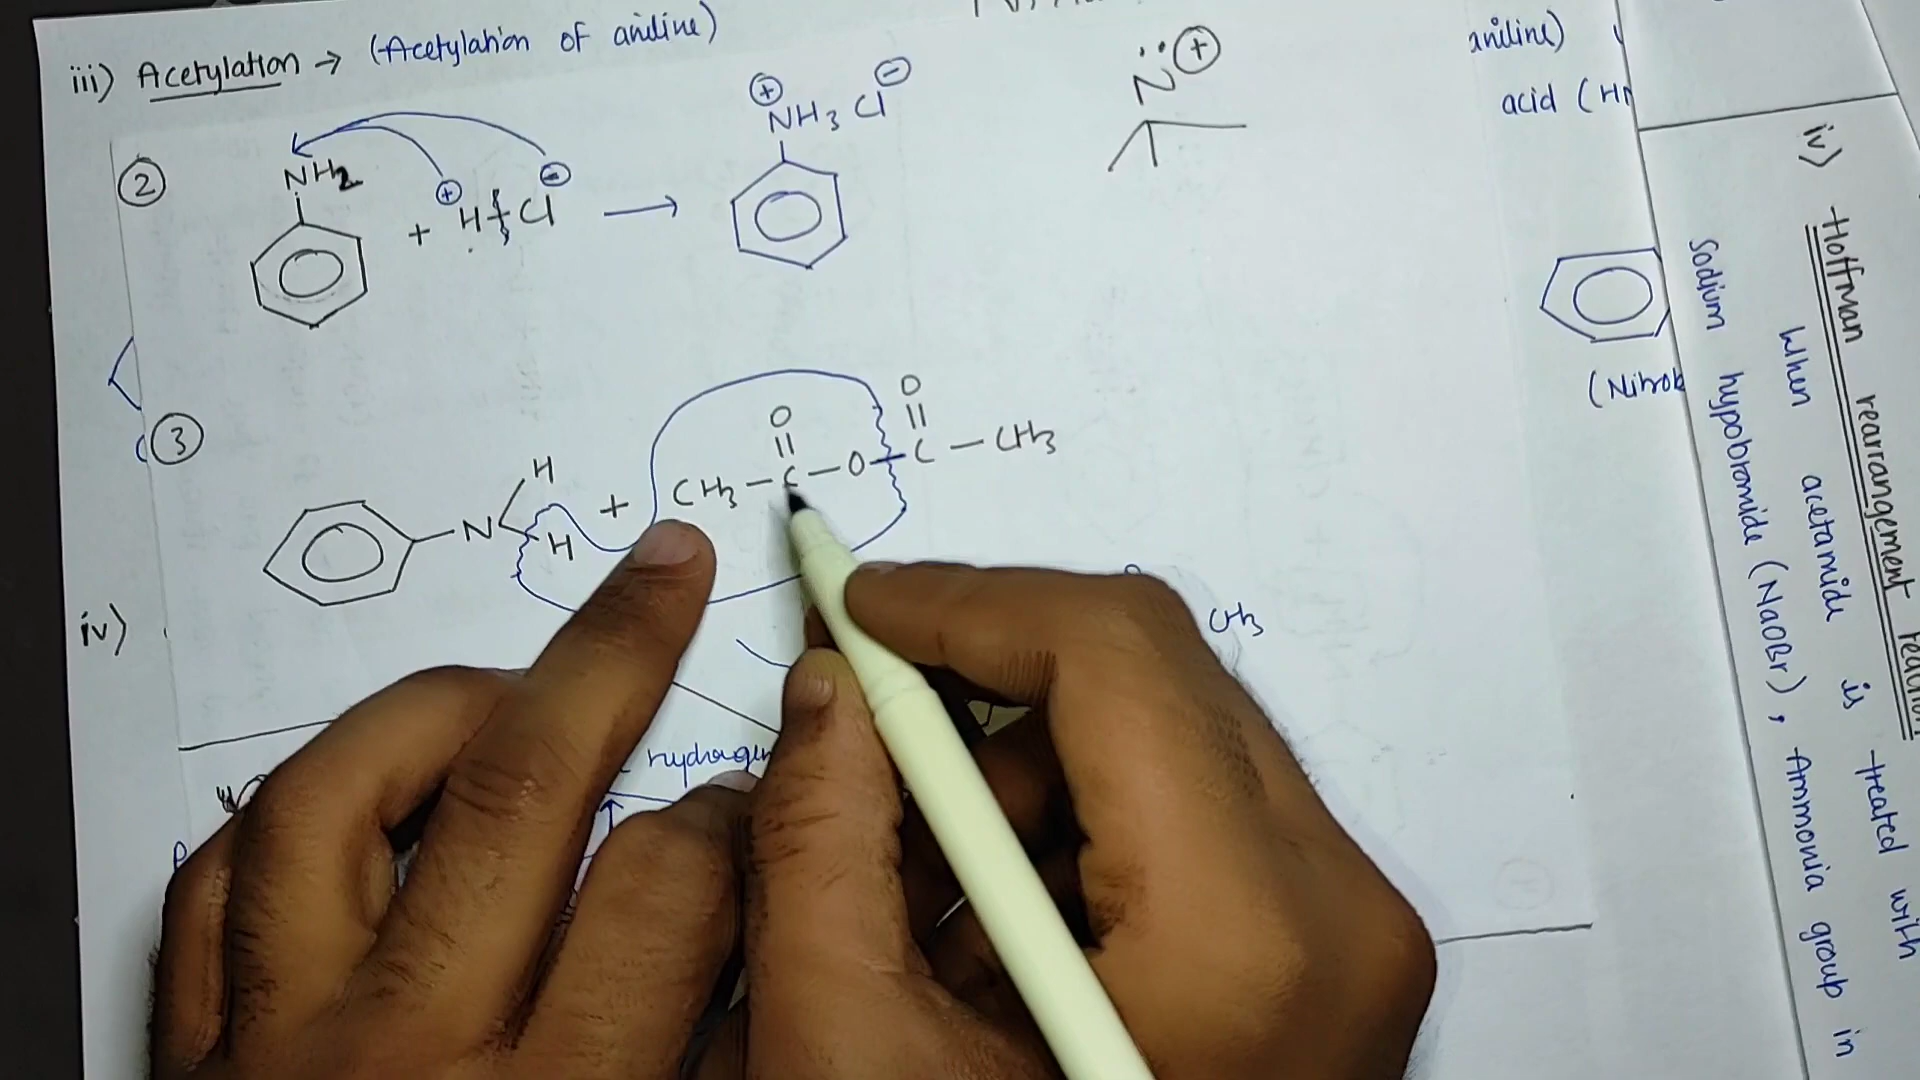 iii) Acetylation → (Acetylation of aniline)
②
NH2 + H Cl → NH3 Cl
⊕ ⊖
⊕ ⊖
N̈ ⊕
③
O O
H || ||
N H + CH3 — C — O — C — CH3
CH3
iv)
hydrogen
aniline)
acid (H
(Nitrob
iv) Hoffman rearrangement reaction
When acetamide is treated with
sodium hypobromide (NaOBr), Ammonia group in